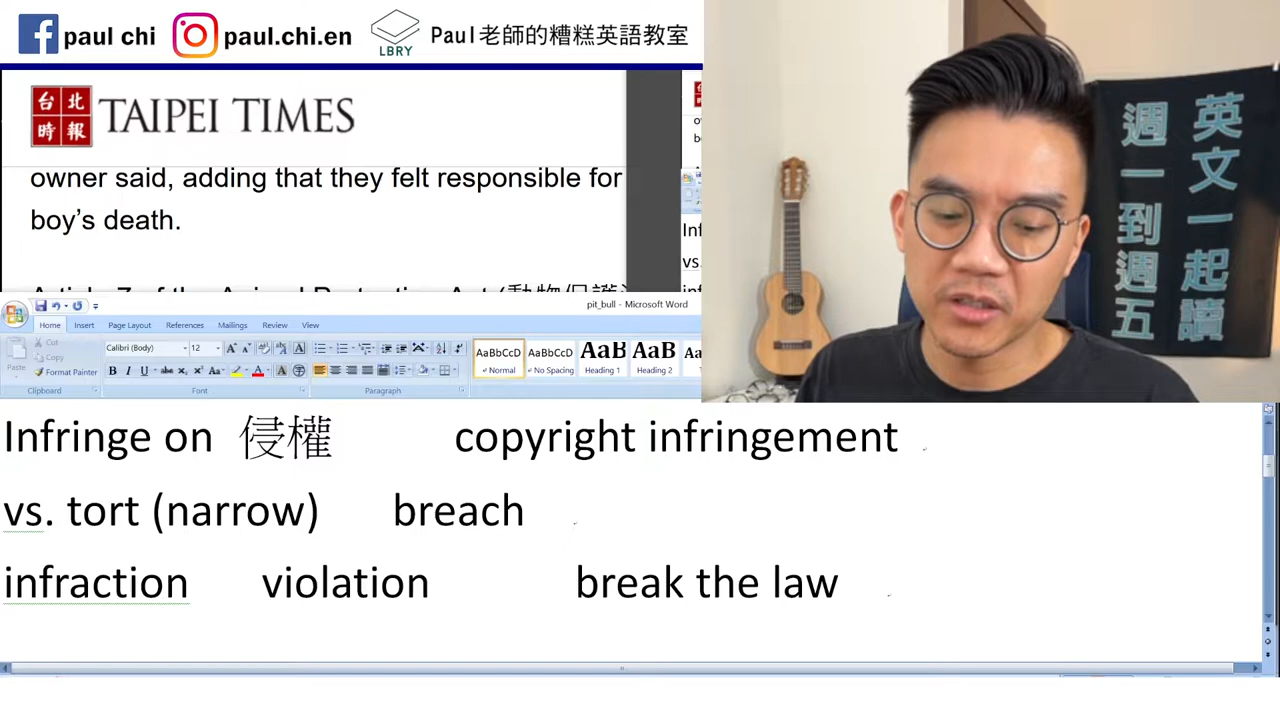 paul chi
paul.chi.en
LBRY
Paul老師的糟糕英語教室
台北時報 TAIPEI TIMES
owner said, adding that they felt responsible for
boy's death.
pit_bull - Microsoft Word
Home Insert Page Layout References Mailings Review View
Cut
Copy
Format Painter
Paste
Calibri (Body) 12
AaBbCcD AaBbCcD AaBb AaBb
Normal No Spacing Heading 1 Heading 2
Clipboard Font Paragraph
Infringe on 侵權 copyright infringement
vs. tort (narrow) breach
infraction violation break the law
英文一起讀
週一到週五